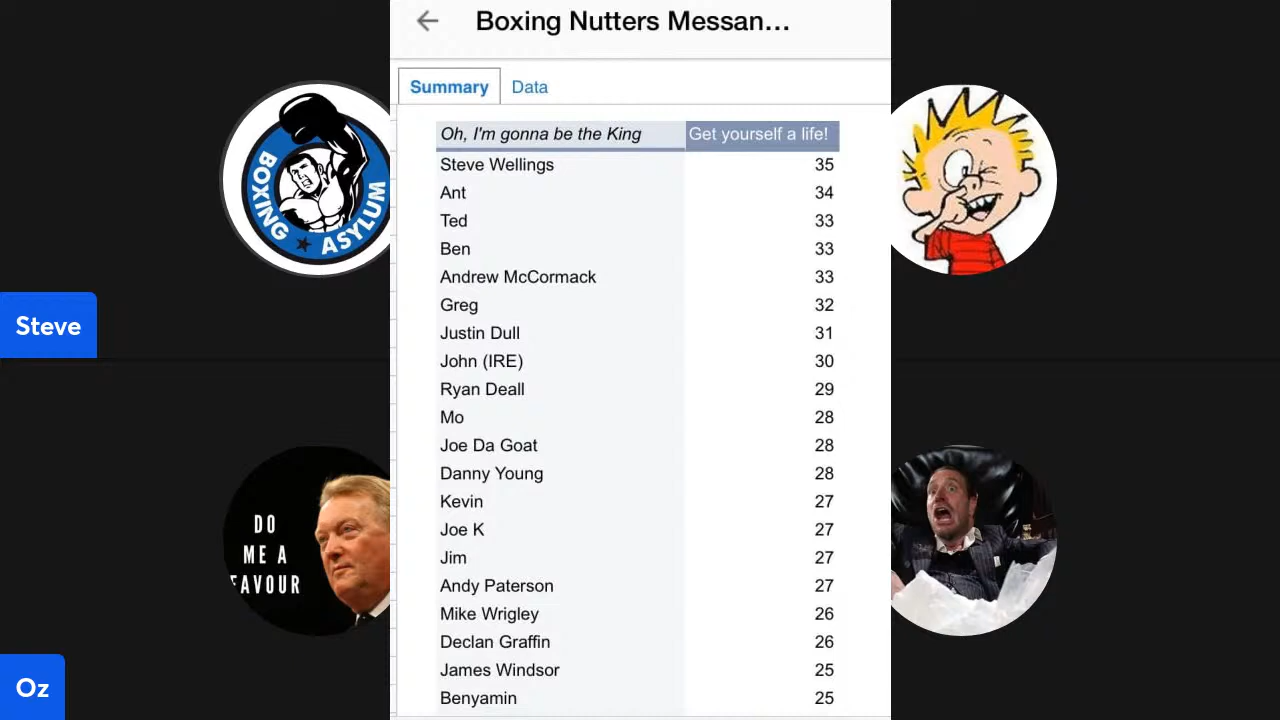 Boxing Nutters Messan...
Summary
Data
Oh, I'm gonna be the King Get yourself a life!
Steve Wellings 35
Ant 34
Ted 33
Ben 33
Andrew McCormack 33
Greg 32
Justin Dull 31
John (IRE) 30
Ryan Deall 29
Mo 28
Joe Da Goat 28
Danny Young 28
Kevin 27
Joe K 27
Jim 27
Andy Paterson 27
Mike Wrigley 26
Declan Graffin 26
James Windsor 25
Benyamin 25
BOXING ★ ASYLUM
Steve
DO
ME A
FAVOUR
Oz